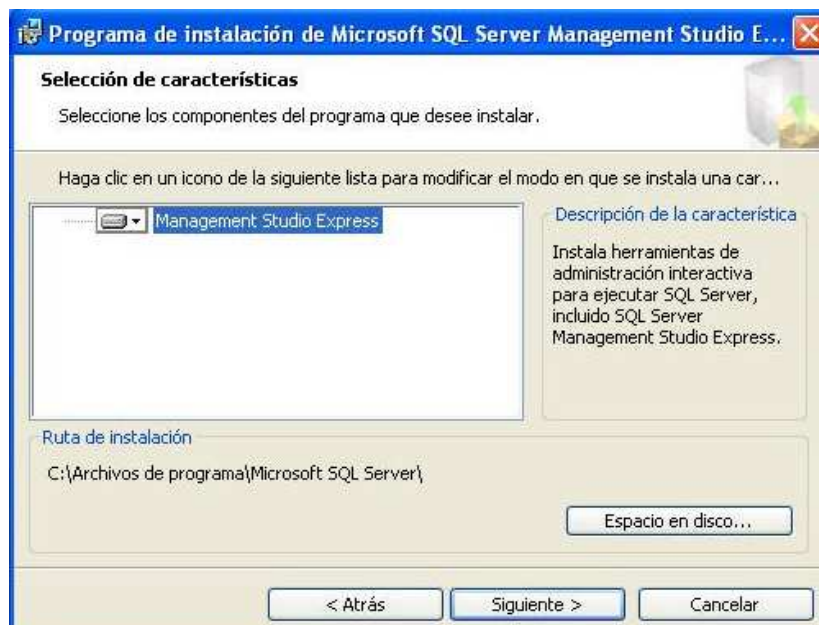 Programa de instalación de Microsoft SQL Server Management Studio E...
Selección de características
Seleccione los componentes del programa que desee instalar.
Haga clic en un icono de la siguiente lista para modificar el modo en que se instala una car...
Management Studio Express
Descripción de la característica
Instala herramientas de
administración interactiva
para ejecutar SQL Server,
incluido SQL Server
Management Studio Express.
Ruta de instalación
C:\Archivos de programa\Microsoft SQL Server\
Espacio en disco...
< Atrás
Siguiente >
Cancelar